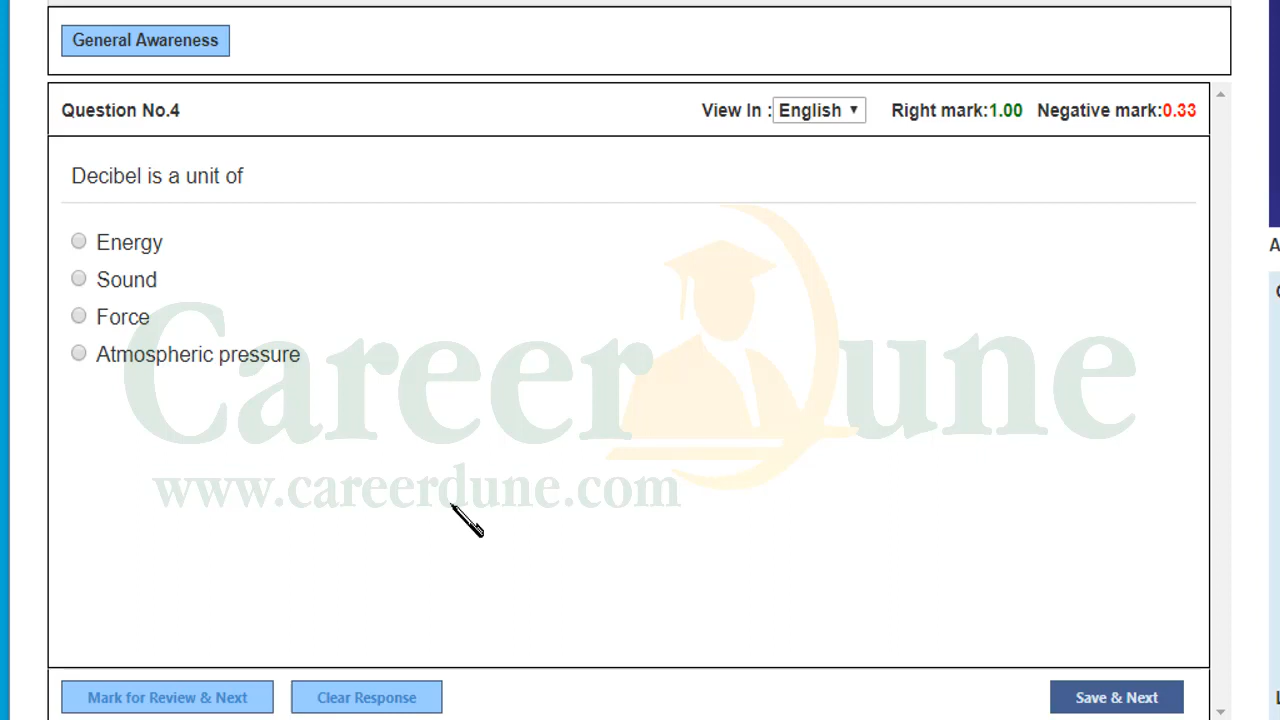 General Awareness
Question No.4 View In : English ▼ Right mark:1.00 Negative mark:0.33
Decibel is a unit of
Energy
Sound
Force
Atmospheric pressure
CareerDune
www.careerdune.com
Mark for Review & Next Clear Response Save & Next